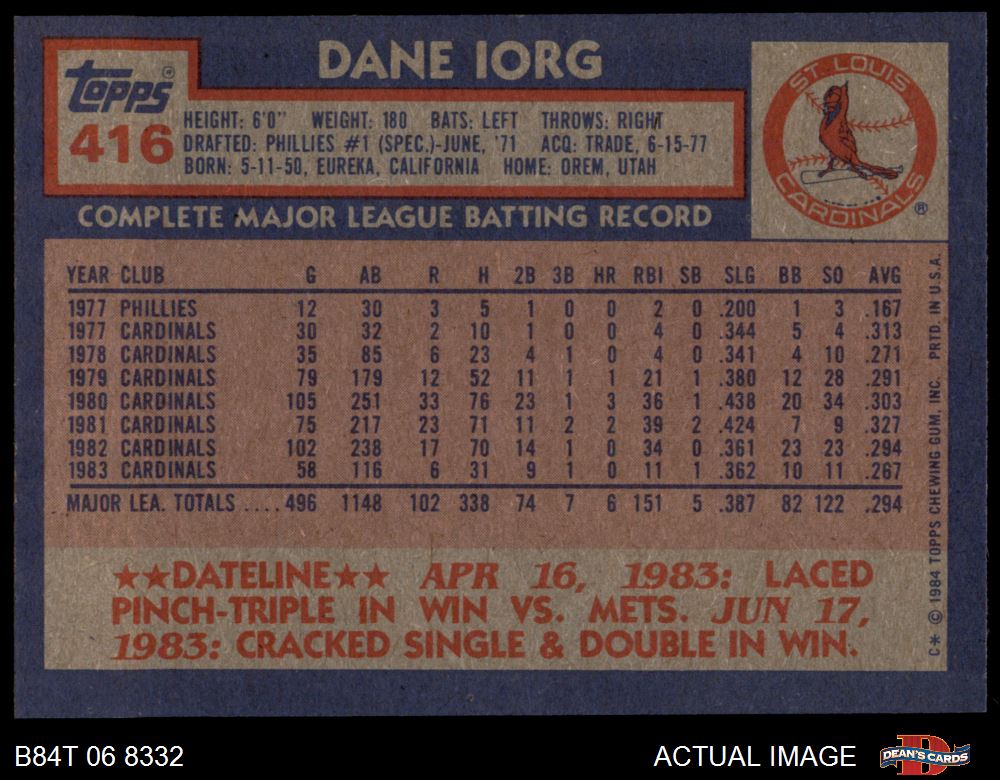 DANE IORG
Topps®
416
HEIGHT: 6'0" WEIGHT: 180 BATS: LEFT THROWS: RIGHT
DRAFTED: PHILLIES #1 (SPEC.)-JUNE, '71 ACQ: TRADE, 6-15-77
BORN: 5-11-50, EUREKA, CALIFORNIA HOME: OREM, UTAH
ST. LOUIS
CARDINALS ®
COMPLETE MAJOR LEAGUE BATTING RECORD
YEAR CLUB G AB R H 2B 3B HR RBI SB SLG BB SO AVG
1977 PHILLIES 12 30 3 5 1 0 0 2 0 .200 1 3 .167
1977 CARDINALS 30 32 2 10 1 0 0 4 0 .344 5 4 .313
1978 CARDINALS 35 85 6 23 4 1 0 4 0 .341 4 10 .271
1979 CARDINALS 79 179 12 52 11 1 1 21 1 .380 12 28 .291
1980 CARDINALS 105 251 33 76 23 1 3 36 1 .438 20 34 .303
1981 CARDINALS 75 217 23 71 11 2 2 39 2 .424 7 9 .327
1982 CARDINALS 102 238 17 70 14 1 0 34 0 .361 23 23 .294
1983 CARDINALS 58 116 6 31 9 1 0 11 1 .362 10 11 .267
MAJOR LEA. TOTALS .... 496 1148 102 338 74 7 6 151 5 .387 82 122 .294
★★DATELINE★★ APR 16, 1983: LACED
PINCH-TRIPLE IN WIN VS. METS. JUN 17,
1983: CRACKED SINGLE & DOUBLE IN WIN.
C* © 1984 TOPPS CHEWING GUM, INC. PRTD. IN U.S.A.
B84T 06 8332
ACTUAL IMAGE
D
DEAN'S CARDS